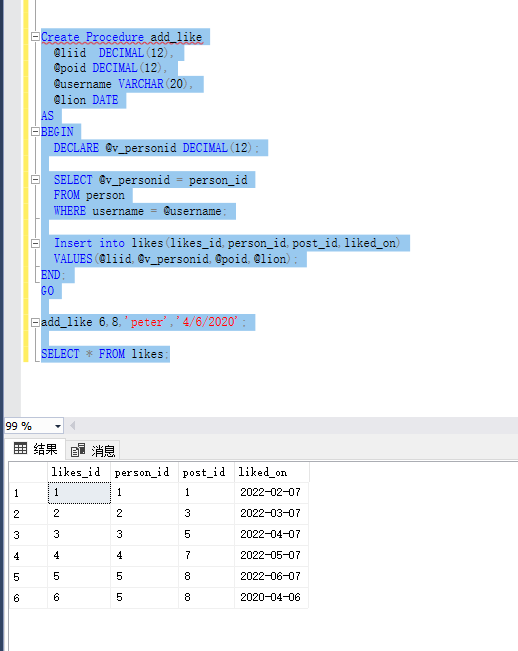 Create Procedure add_like
@liid DECIMAL(12),
@poid DECIMAL(12),
@username VARCHAR(20),
@lion DATE
AS
BEGIN
DECLARE @v_personid DECIMAL(12);
SELECT @v_personid = person_id
FROM person
WHERE username = @username;
Insert into likes(likes_id,person_id,post_id,liked_on)
VALUES(@liid,@v_personid,@poid,@lion);
END;
GO
add_like 6,8,'peter','4/6/2020';
SELECT * FROM likes;
99 %
结果 消息
likes_id person_id post_id liked_on
1 1 1 1 2022-02-07
2 2 2 3 2022-03-07
3 3 3 5 2022-04-07
4 4 4 7 2022-05-07
5 5 5 8 2022-06-07
6 6 5 8 2020-04-06